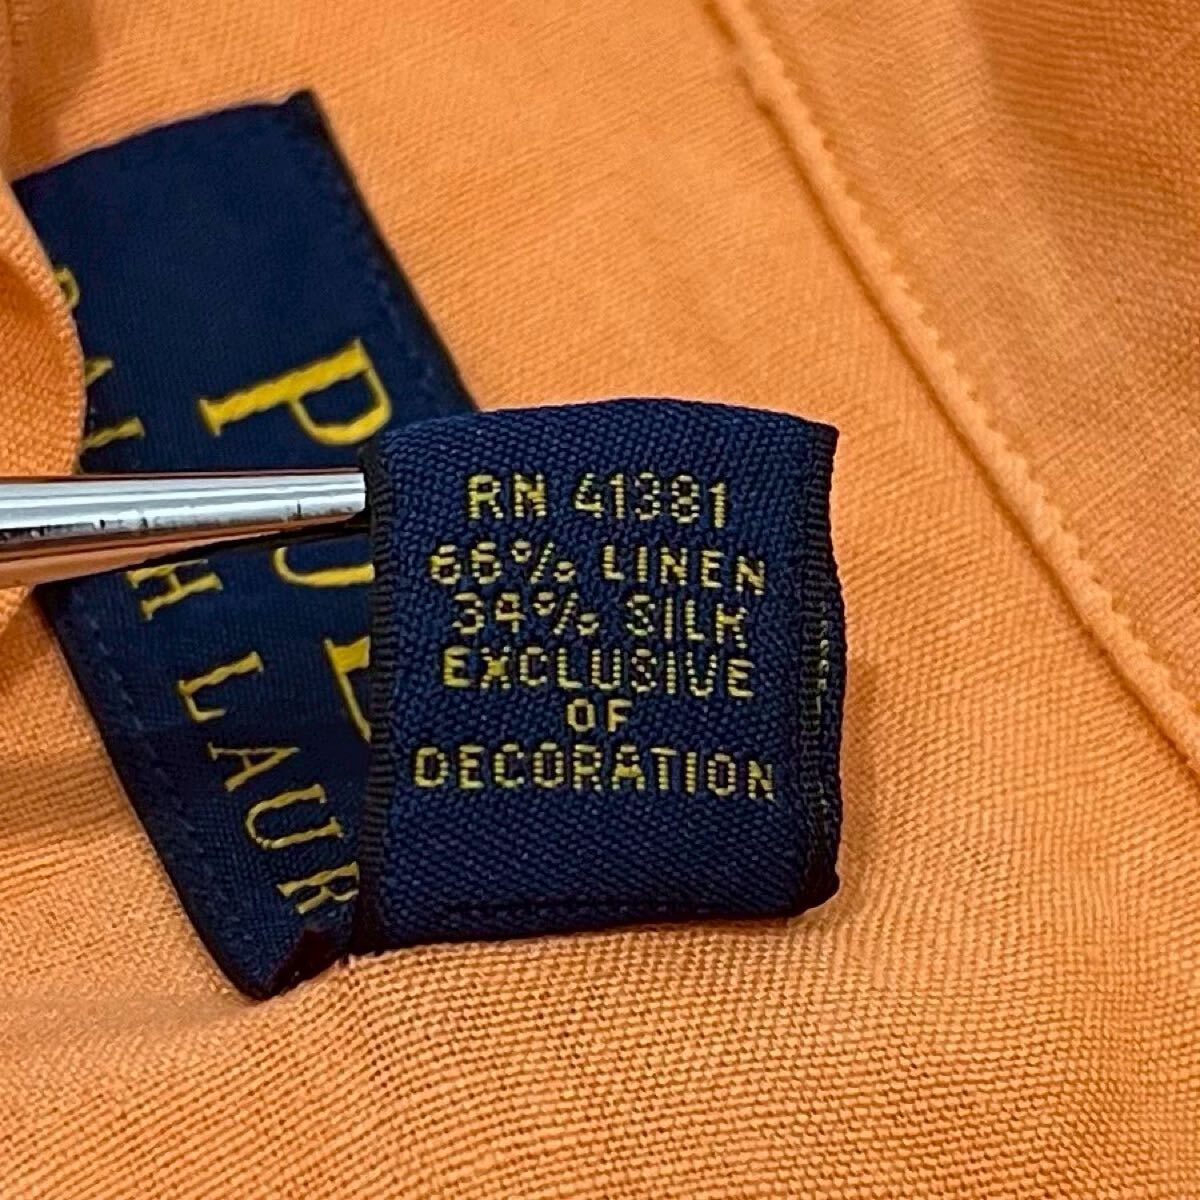 RN 41381
66% LINEN
34% SILK
EXCLUSIVE
OF
DECORATION